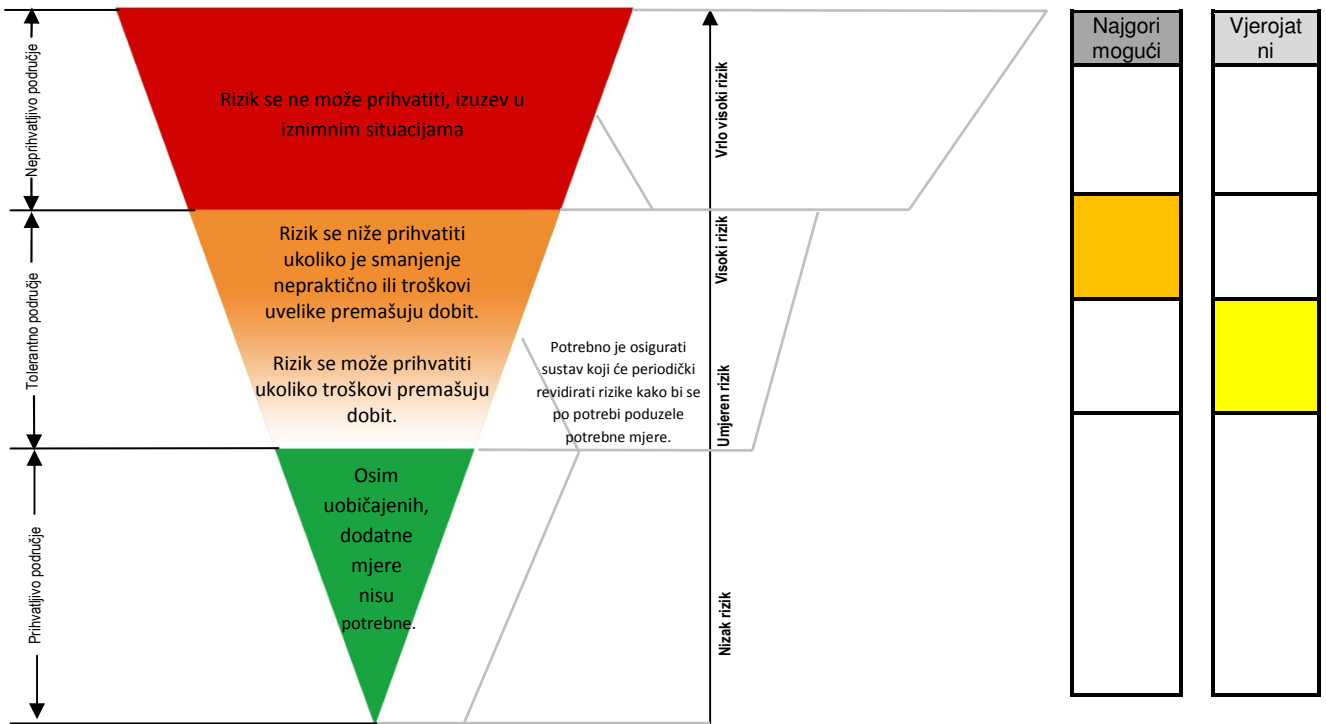 Neprihvatljivo područje
Tolerantno područje
Prihvatljivo područje
Rizik se ne može prihvatiti, izuzev u
iznimnim situacijama
Rizik se niže prihvatiti
ukoliko je smanjenje
nepraktično ili troškovi
uvelike premašuju dobit.
Rizik se može prihvatiti
ukoliko troškovi premašuju
dobit.
Osim
uobičajenih,
dodatne
mjere
nisu
potrebne.
Potrebno je osigurati
sustav koji će periodički
revidirati rizike kako bi se
po potrebi poduzele
potrebne mjere.
Vrlo visoki rizik
Visoki rizik
Umjeren rizik
Nizak rizik
Najgori
mogući
Vjerojat
ni